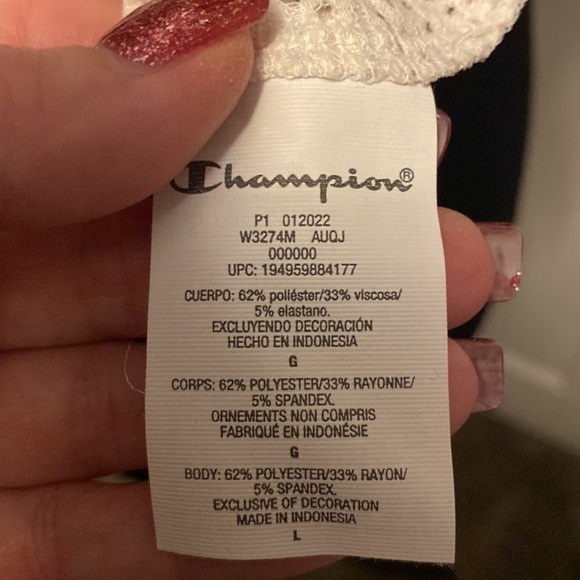 Champion®
P1 012022
W3274M AUQJ
000000
UPC: 194959884177
CUERPO: 62% poliéster/33% viscosa/
5% elastano.
EXCLUYENDO DECORACIÓN
HECHO EN INDONESIA
G
CORPS: 62% POLYESTER/33% RAYONNE/
5% SPANDEX.
ORNEMENTS NON COMPRIS
FABRIQUÉ EN INDONÉSIE
G
BODY: 62% POLYESTER/33% RAYON/
5% SPANDEX.
EXCLUSIVE OF DECORATION
MADE IN INDONESIA
L